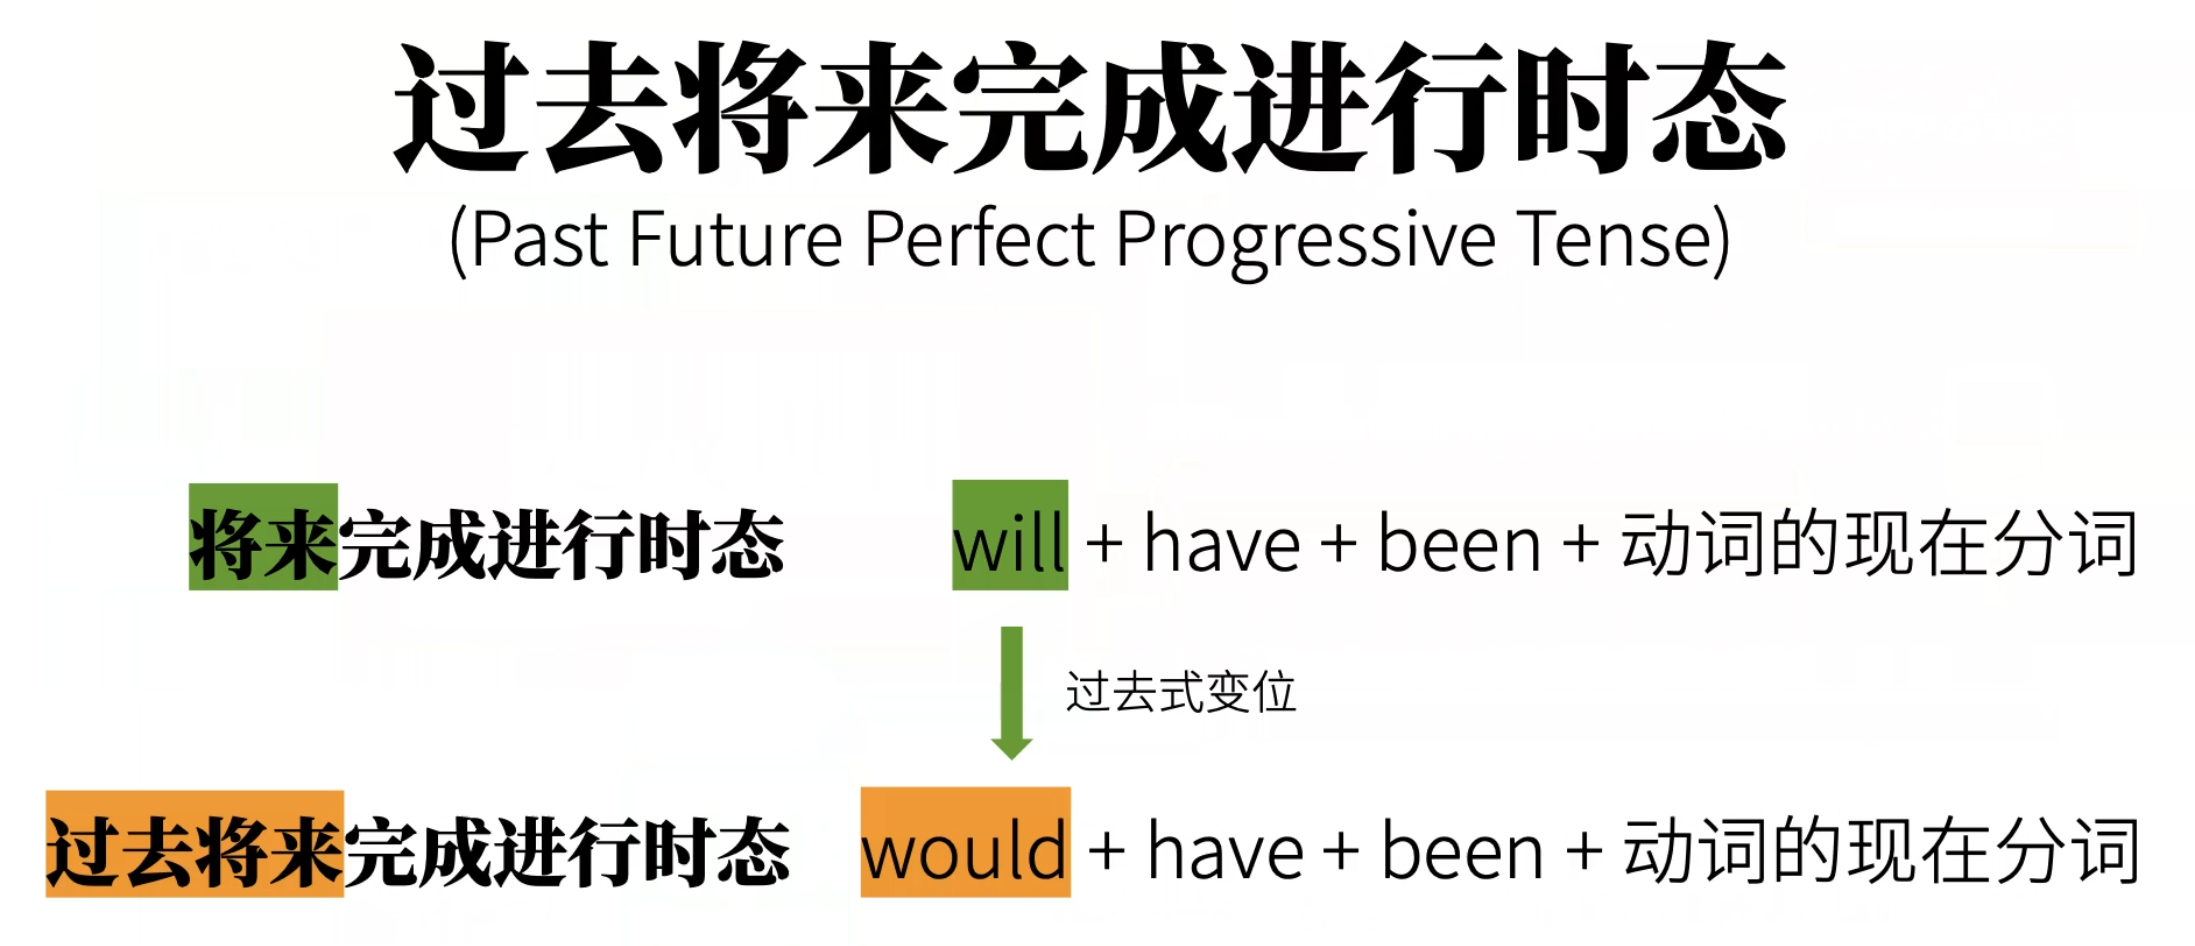 过去将来完成进行时态
(Past Future Perfect Progressive Tense)
将来完成进行时态 will + have + been + 动词的现在分词
过去式变位
过去将来完成进行时态 would + have + been + 动词的现在分词